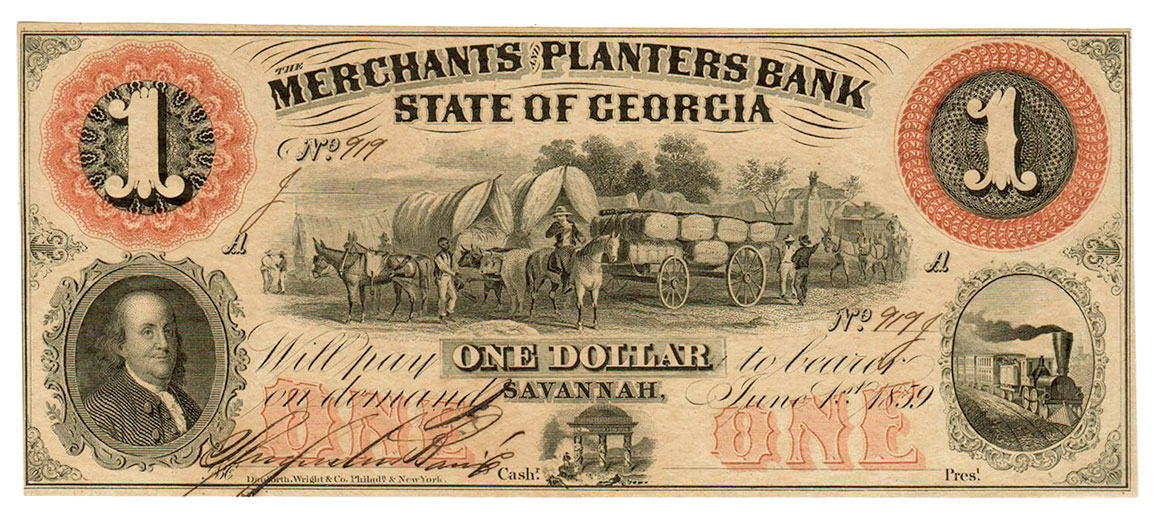 THE MERCHANTS AND PLANTERS BANK
STATE OF GEORGIA
1
1
No 919
J
A
A
No 919 J
Will pay ONE DOLLAR to bearer
on demand SAVANNAH, June 1st 1859
ONE
ONE
Cashr.
Prest.
Danforth, Wright & Co. Philada. & New York.